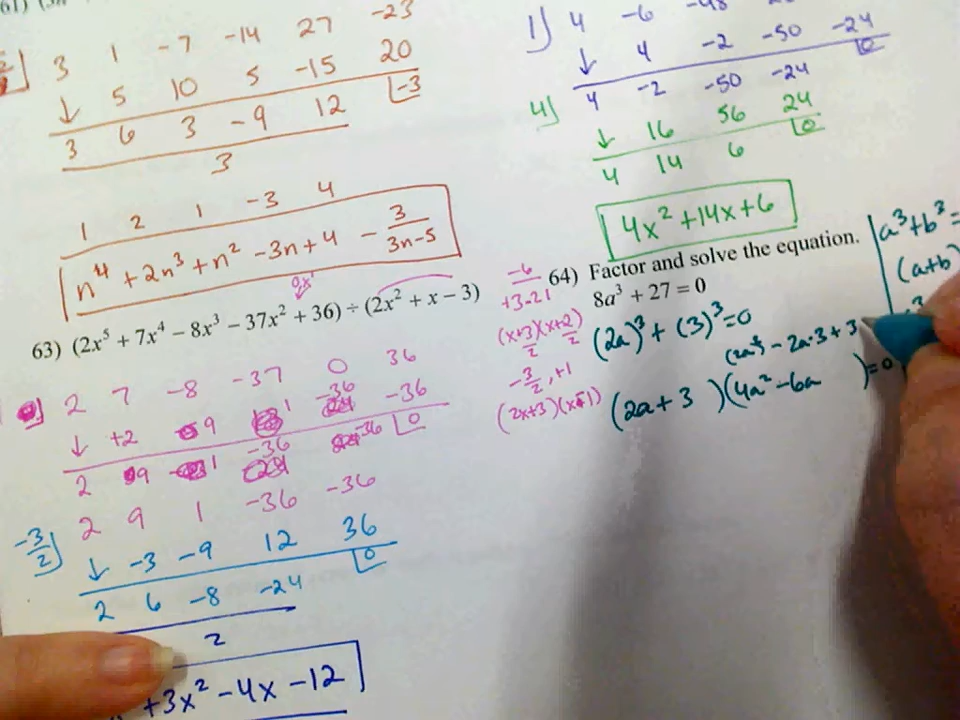 61)
3 1 -7 -14 27 -23
↓ 5 10 5 -15 20
3 6 3 -9 12 -3
3
1 2 1 -3 4
n⁴ + 2n³ + n² - 3n + 4 - 3/(3n-5)
0x¹
63) (2x⁵ + 7x⁴ - 8x³ - 37x² + 36) ÷ (2x² + x - 3)
2 7 -8 -37 0 36
↓ +2 9 1 -36 -36
2 9 1 -36 -36 0
2 9 1 -36 -36
-3/2
↓ -3 -9 12 36
2 6 -8 -24 0
2
+3x² - 4x - 12
1) 4 -6 -48
↓ 4 -2 -50 -24
4 -2 -50 -24 0
4) ↓ 16 56 24
4 14 6 0
4x² + 14x + 6
64) Factor and solve the equation.
8a³ + 27 = 0
(2a)³ + (3)³ = 0
(2a²) - 2a·3 + 3
(2a + 3 )(4a² - 6a )= 0
a³ + b³ =
(a+b)
-6
+3 -2 1
(x+3/2)(x+2/2)
-3/2, +1
(2x+3)(x-1)